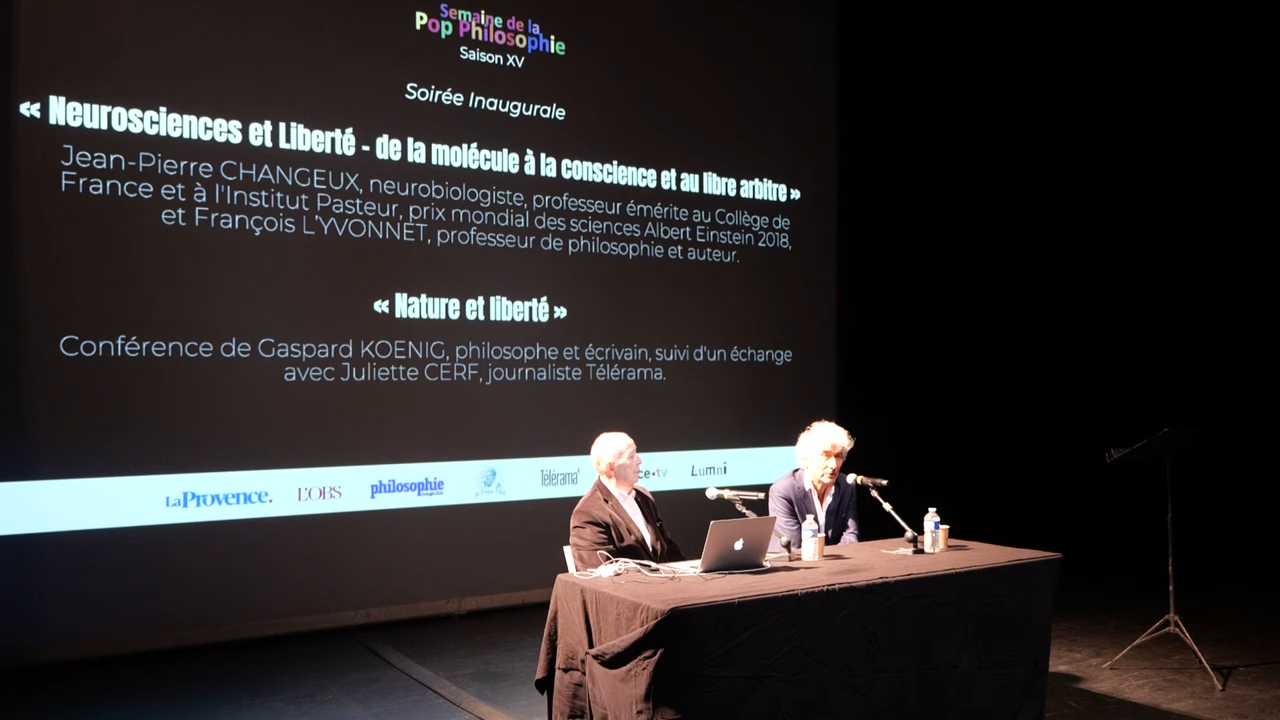 Semaine de la
Pop Philosophie
Saison XV
Soirée Inaugurale
« Neurosciences et Liberté - de la molécule à la conscience et au libre arbitre »
Jean-Pierre CHANGEUX, neurobiologiste, professeur émérite au Collège de
France et à l'Institut Pasteur, prix mondial des sciences Albert Einstein 2018,
et François L'YVONNET, professeur de philosophie et auteur.
« Nature et liberté »
Conférence de Gaspard KOENIG, philosophe et écrivain, suivi d'un échange
avec Juliette CERF, journaliste Télérama.
LaProvence. L'OBS philosophie Télérama' ce•tv Lumni